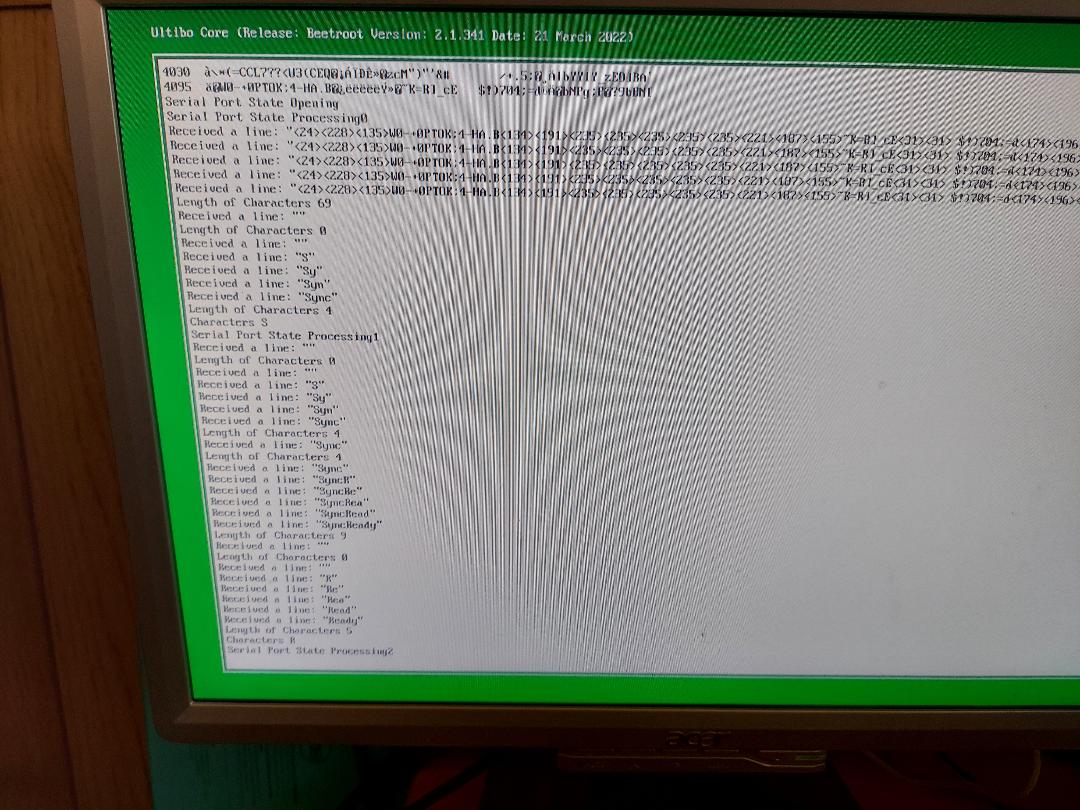 Ultibo Core (Release: Beetroot Version: 2.1.341 Date: 21 March 2022)
4030
4095
Serial Port State Opening
Serial Port State Processing0
Received a line: "<24><228><135>W0-+0PTOK:4-HA.B<134><191><235><235><235><235><235><221><187><155>~K=RI_cE<31><31> $!)704;=d<174><196
Received a line: "<24><228><135>W0-+0PTOK:4-HA.B<134><191><235><235><235><235><235><221><187><155>~K=RI_cE<31><31> $!)704;=d<174><196>
Received a line: "<24><228><135>W0-+0PTOK:4-HA.B<134><191><235><235><235><235><235><221><187><155>~K=RI_cE<31><31> $!)704;=d<174><196>
Received a line: "<24><228><135>W0-+0PTOK:4-HA.B<134><191><235><235><235><235><235><221><187><155>~K=RI_cE<31><31> $!)704;=d<174><196>
Received a line: "<24><228><135>W0-+0PTOK:4-HA.B<134><191><235><235><235><235><235><221><187><155>~K=RI_cE<31><31> $!)704;=d<174><196>
Length of Characters 69
Received a line: ""
Length of Characters 0
Received a line: ""
Received a line: "S"
Received a line: "Sy"
Received a line: "Syn"
Received a line: "Sync"
Length of Characters 4
Characters S
Serial Port State Processing1
Received a line: ""
Length of Characters 0
Received a line: ""
Received a line: "S"
Received a line: "Sy"
Received a line: "Syn"
Received a line: "Sync"
Length of Characters 4
Received a line: "Sync"
Length of Characters 4
Received a line: "Sync"
Received a line: "SyncR"
Received a line: "SyncRe"
Received a line: "SyncRea"
Received a line: "SyncRead"
Received a line: "SyncReady"
Length of Characters 9
Received a line: ""
Length of Characters 0
Received a line: ""
Received a line: "R"
Received a line: "Re"
Received a line: "Rea"
Received a line: "Read"
Received a line: "Ready"
Length of Characters 5
Characters R
Serial Port State Processing2
acer